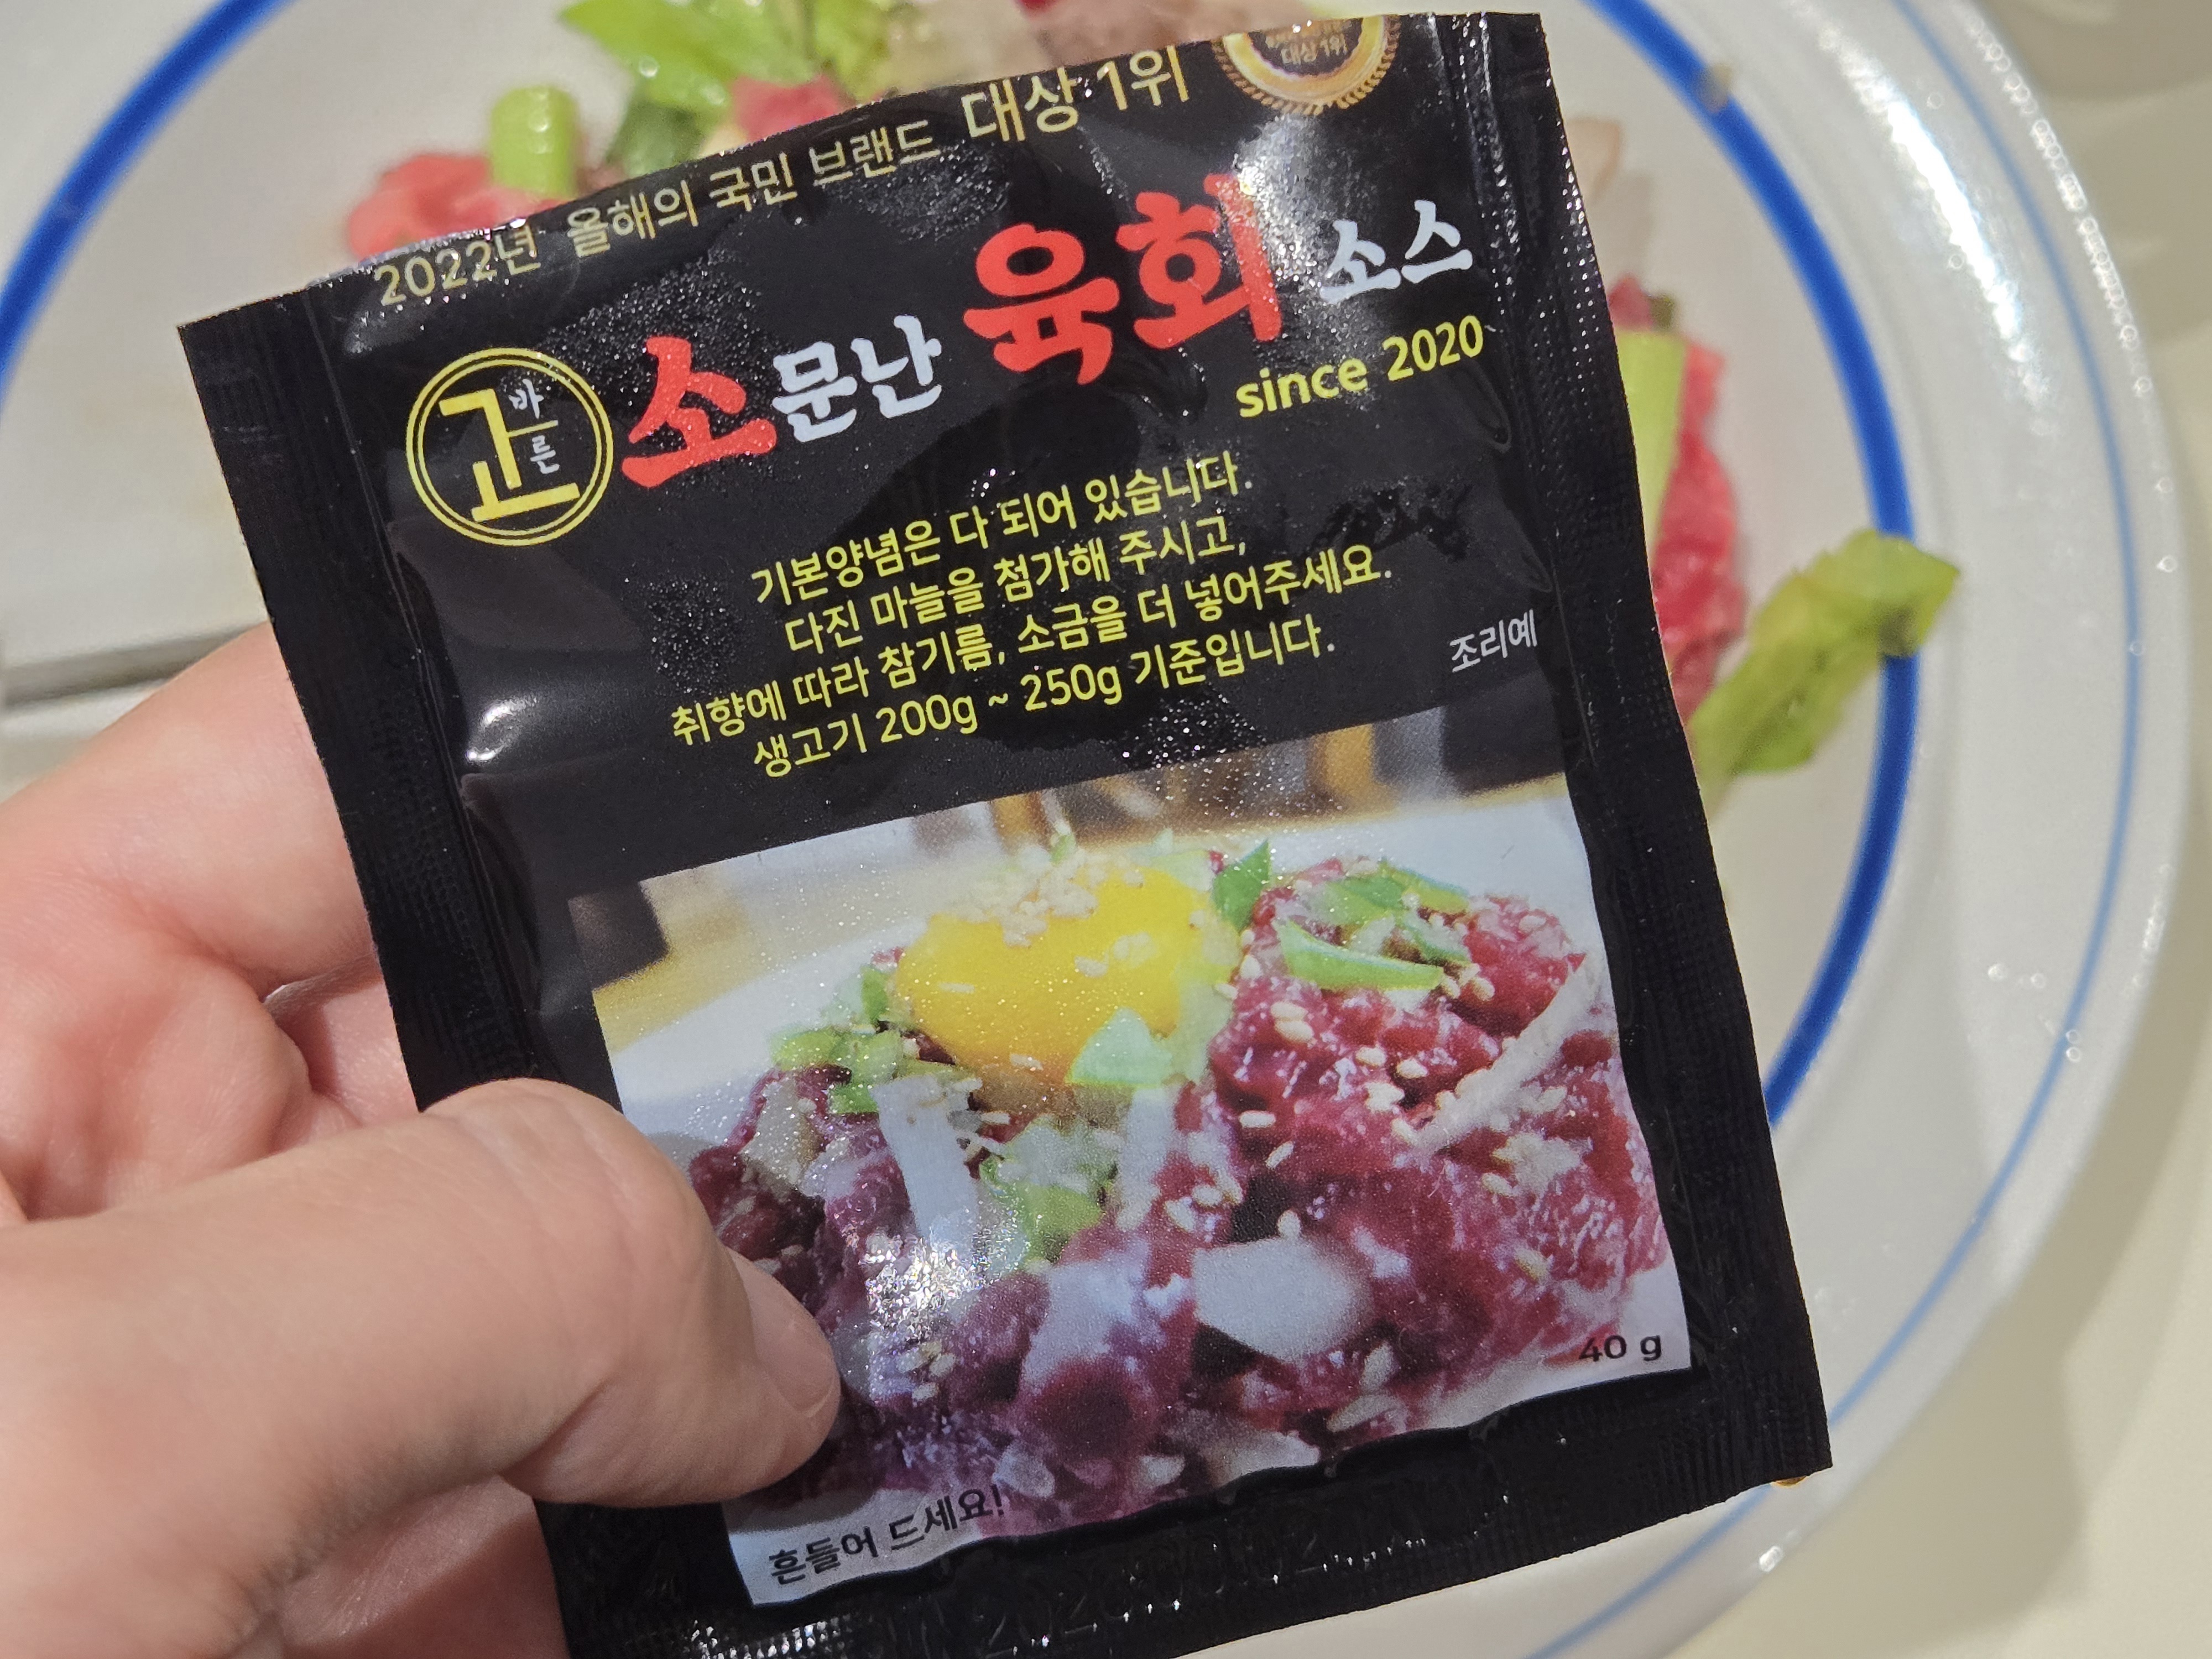 대상 1위
2022년 올해의 국민 브랜드 대상 1위
고 바른
소문난 육회 소스
since 2020
기본양념은 다 되어 있습니다.
다진 마늘을 첨가해 주시고,
취향에 따라 참기름, 소금을 더 넣어주세요.
생고기 200g ~ 250g 기준입니다.
조리예
40 g
흔들어 드세요!